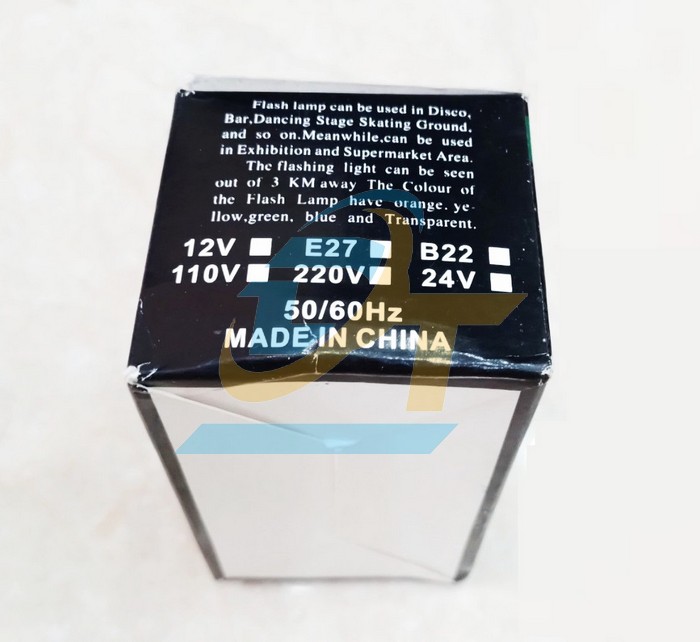 Flash lamp can be used in Disco,
Bar,Dancing Stage Skating Ground,
and so on.Meanwhile,can be used
in Exhibition and Supermarket Area.
The flashing light can be seen
out of 3 KM away The Colour of
the Flash Lamp have orange. ye-
llow,green, blue and Transparent.
12V E27 B22
110V 220V 24V
50/60Hz
MADE IN CHINA